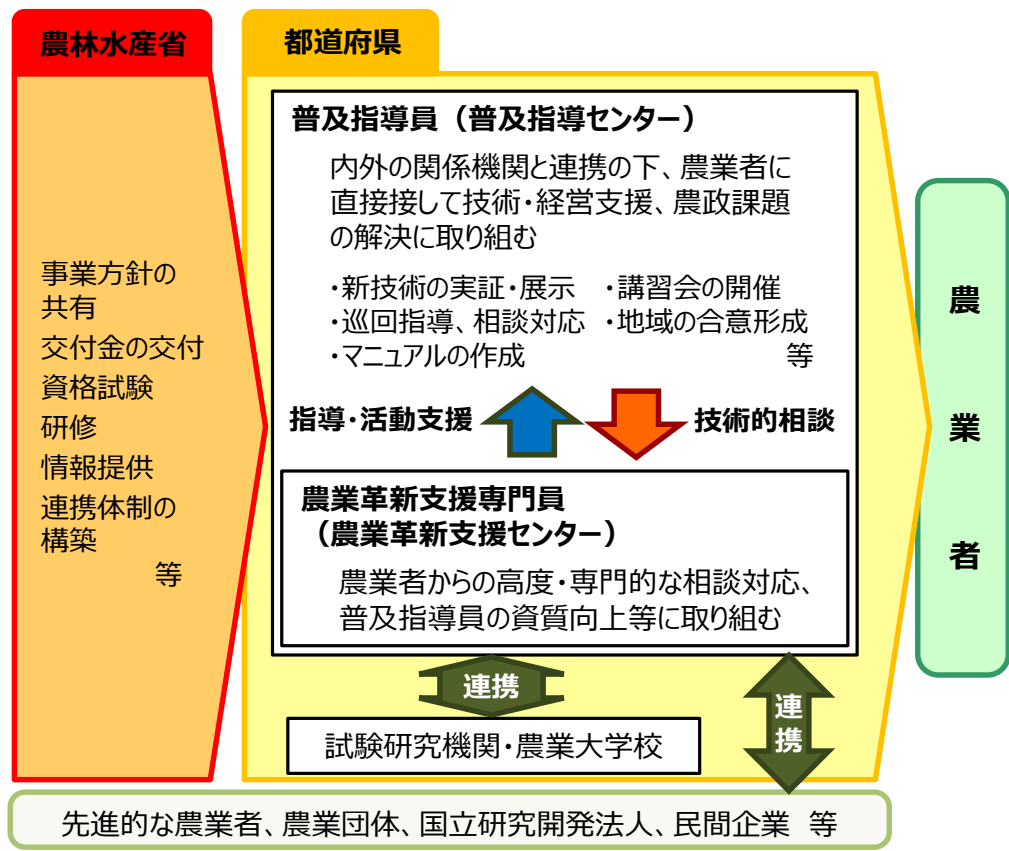 農林水産省
事業方針の
共有
交付金の交付
資格試験
研修
情報提供
連携体制の
構築
等
都道府県
普及指導員（普及指導センター）
内外の関係機関と連携の下、農業者に
直接接して技術・経営支援、農政課題
の解決に取り組む
・新技術の実証・展示　・講習会の開催
・巡回指導、相談対応　・地域の合意形成
・マニュアルの作成　等
指導・活動支援
技術的相談
農業革新支援専門員
（農業革新支援センター）
農業者からの高度・専門的な相談対応、
普及指導員の資質向上等に取り組む
連携
連
携
試験研究機関・農業大学校
先進的な農業者、農業団体、国立研究開発法人、民間企業　等
農
業
者